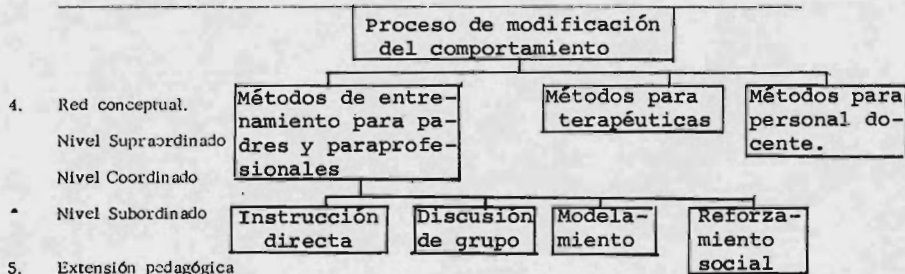 Proceso de modificación
del comportamiento
4. Red conceptual.
Nivel Supraordinado
Nivel Coordinado
Nivel Subordinado
Métodos de entre-
namiento para pa-
dres y paraprofe-
sionales
Métodos para
terapéuticas
Métodos para
personal do-
cente.
Instrucción
directa
Discusión
de grupo
Modela-
miento
Reforza-
miento
social
5. Extensión pedagógica